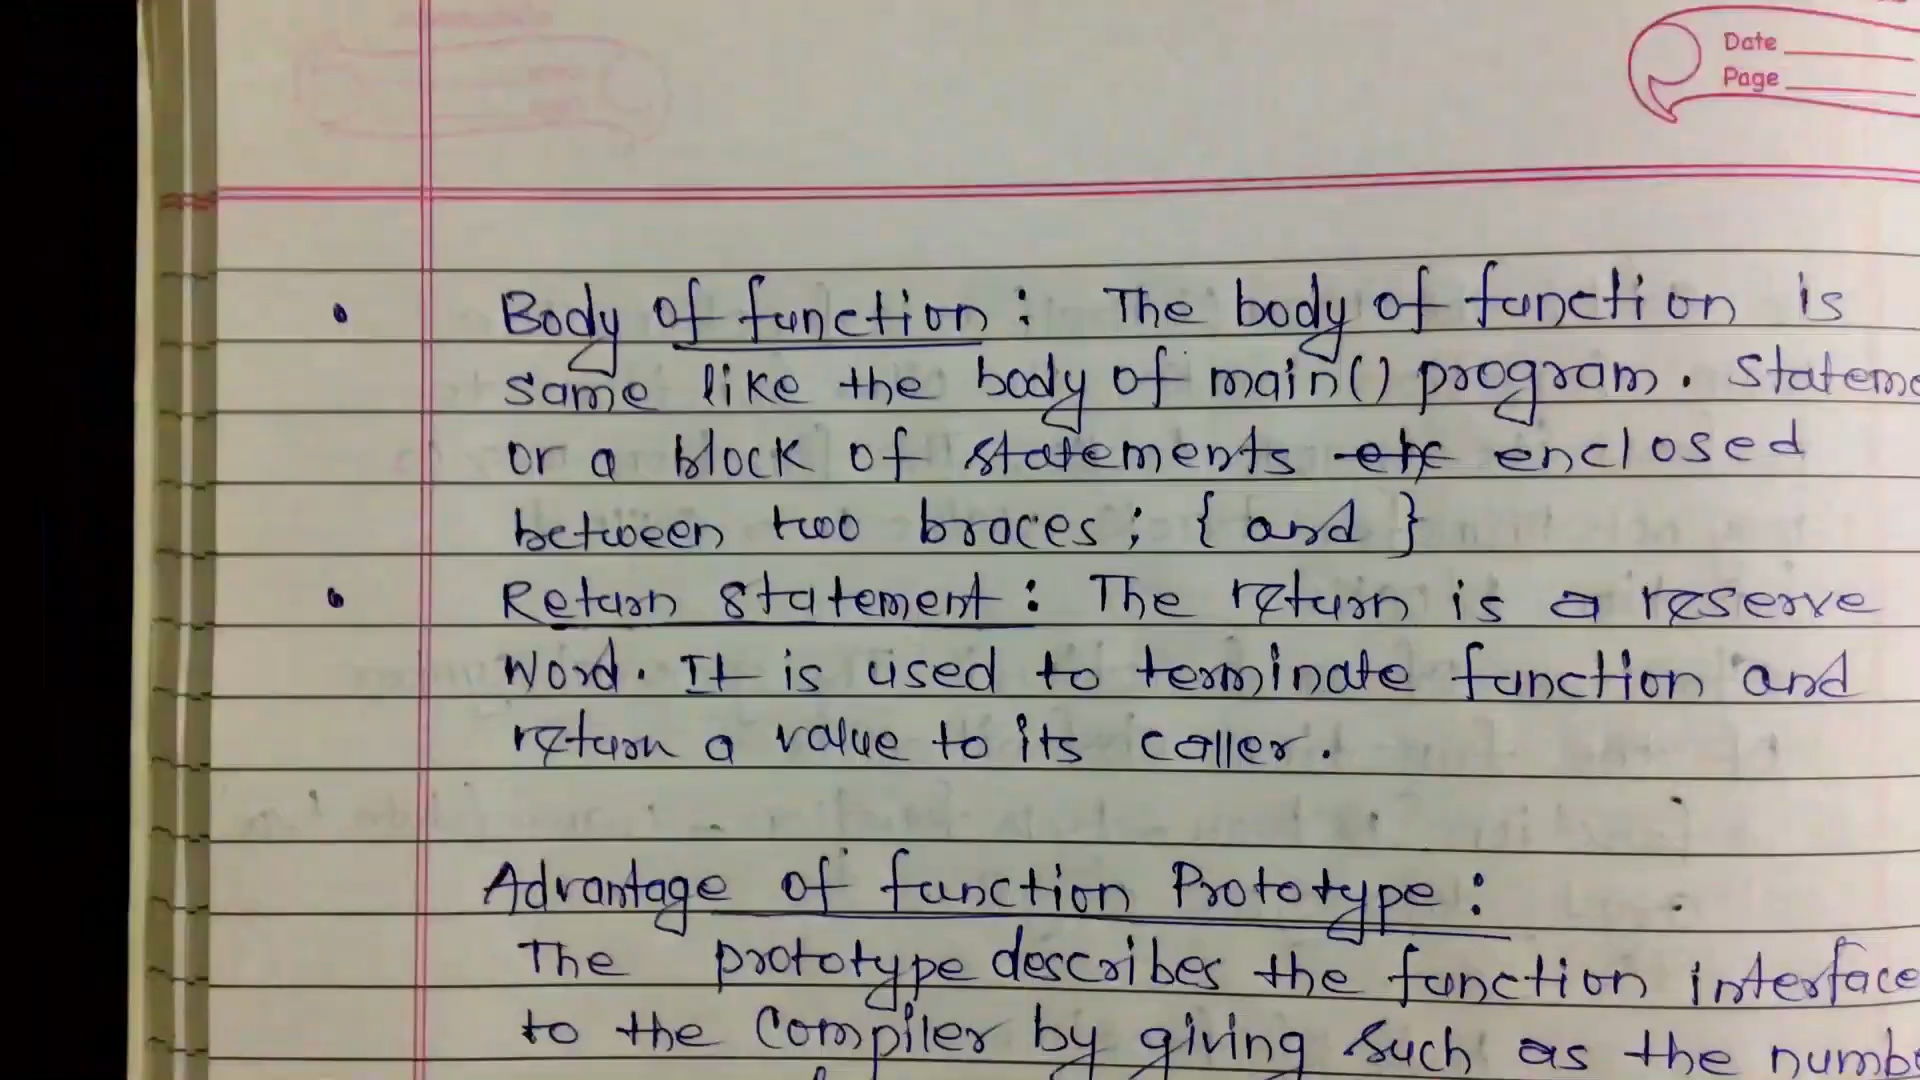 Date
Page
• Body of function : The body of function is
same like the body of main() program. Stateme
or a block of statements enclosed
between two braces; { and }
• Return statement : The return is a reserve
word. It is used to terminate function and
return a value to its caller.
Advantage of function Prototype :
The prototype describes the function interface
to the Compiler by giving such as the numb